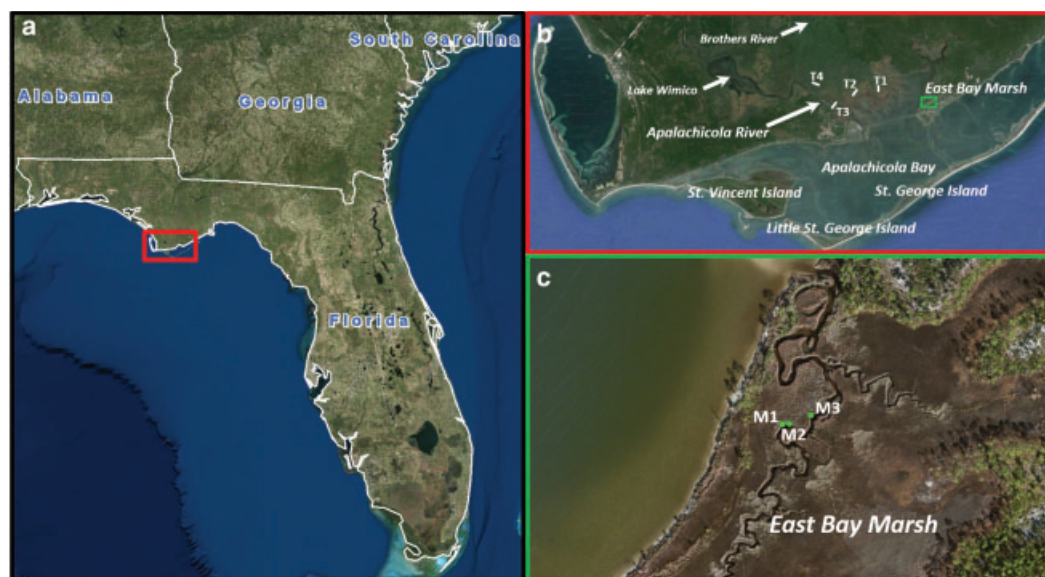 a
South Carolina
Alabama
Georgia
Florida
b
Brothers River
Lake Wimico
T4
T2
T1
T3
East Bay Marsh
Apalachicola River
Apalachicola Bay
St. Vincent Island
St. George Island
Little St. George Island
c
M1
M2
M3
East Bay Marsh